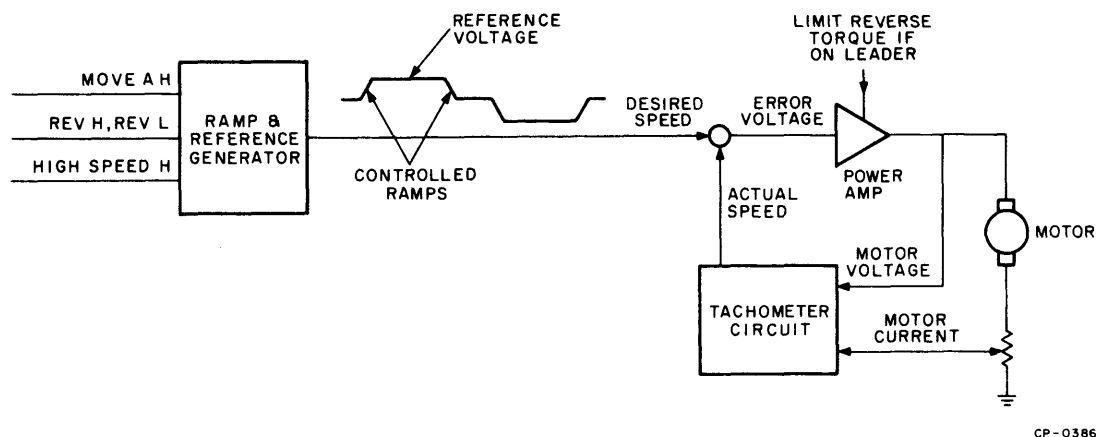 REFERENCE
VOLTAGE
LIMIT REVERSE
TORQUE IF
ON LEADER
MOVE A H
REV H, REV L
HIGH SPEED H
RAMP &
REFERENCE
GENERATOR
CONTROLLED
RAMPS
DESIRED
SPEED
ERROR
VOLTAGE
POWER
AMP
ACTUAL
SPEED
MOTOR
MOTOR
VOLTAGE
TACHOMETER
CIRCUIT
MOTOR
CURRENT
CP-0386